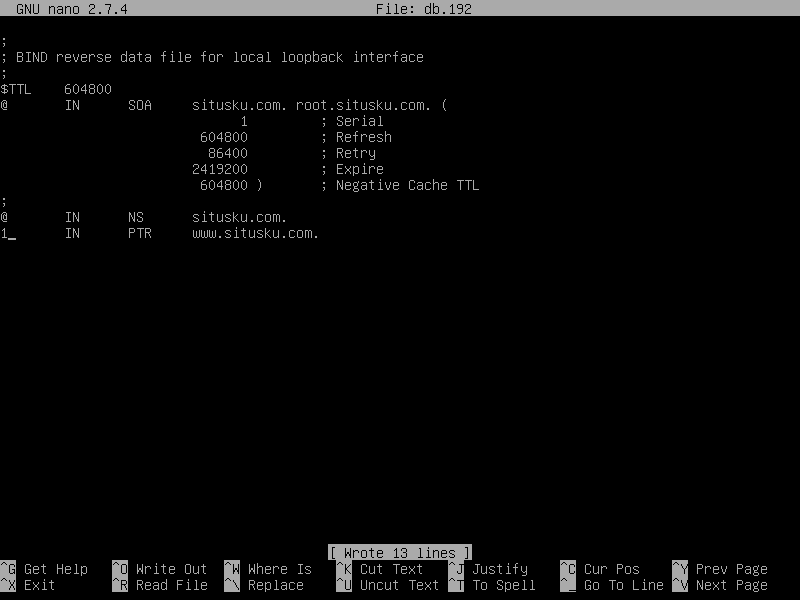 GNU nano 2.7.4 File: db.192
;
; BIND reverse data file for local loopback interface
;
$TTL 604800
@ IN SOA situsku.com. root.situsku.com. (
1 ; Serial
604800 ; Refresh
86400 ; Retry
2419200 ; Expire
604800 ) ; Negative Cache TTL
;
@ IN NS situsku.com.
1_ IN PTR www.situsku.com.
[ Wrote 13 lines ]
^G Get Help ^O Write Out ^W Where Is ^K Cut Text ^J Justify ^C Cur Pos ^Y Prev Page
^X Exit ^R Read File ^\ Replace ^U Uncut Text ^T To Spell ^_ Go To Line ^V Next Page